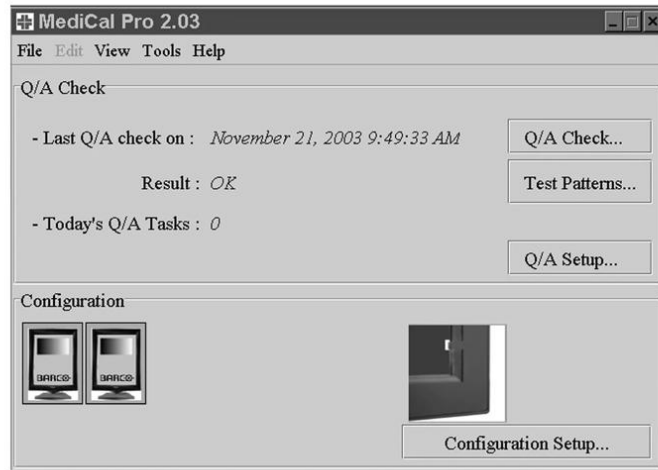 MediCal Pro 2.03
File Edit View Tools Help
Q/A Check
- Last Q/A check on : November 21, 2003 9:49:33 AM
Q/A Check...
Result : OK
Test Patterns...
- Today's Q/A Tasks : 0
Q/A Setup...
Configuration
BARCO BARCO
Configuration Setup...